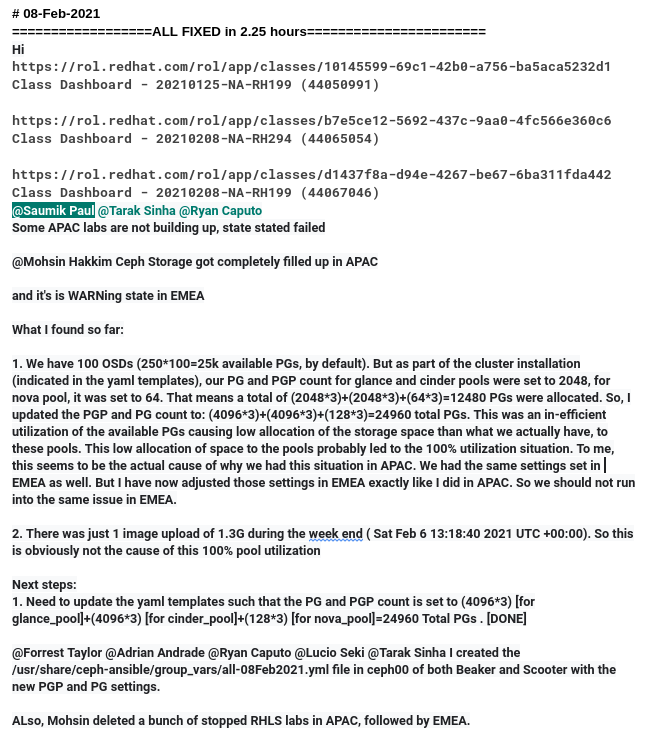 # 08-Feb-2021
==================ALL FIXED in 2.25 hours=======================
Hi
https://rol.redhat.com/rol/app/classes/10145599-69c1-42b0-a756-ba5aca5232d1
Class Dashboard - 20210125-NA-RH199 (44050991)
https://rol.redhat.com/rol/app/classes/b7e5ce12-5692-437c-9aa0-4fc566e360c6
Class Dashboard - 20210208-NA-RH294 (44065054)
https://rol.redhat.com/rol/app/classes/d1437f8a-d94e-4267-be67-6ba311fda442
Class Dashboard - 20210208-NA-RH199 (44067046)
@Saumik Paul @Tarak Sinha @Ryan Caputo
Some APAC labs are not building up, state stated failed
@Mohsin Hakkim Ceph Storage got completely filled up in APAC
and it's is WARNing state in EMEA
What I found so far:
1. We have 100 OSDs (250*100=25k available PGs, by default). But as part of the cluster installation
(indicated in the yaml templates), our PG and PGP count for glance and cinder pools were set to 2048, for
nova pool, it was set to 64. That means a total of (2048*3)+(2048*3)+(64*3)=12480 PGs were allocated. So, I
updated the PGP and PG count to: (4096*3)+(4096*3)+(128*3)=24960 total PGs. This was an in-efficient
utilization of the available PGs causing low allocation of the storage space than what we actually have, to
these pools. This low allocation of space to the pools probably led to the 100% utilization situation. To me,
this seems to be the actual cause of why we had this situation in APAC. We had the same settings set in
EMEA as well. But I have now adjusted those settings in EMEA exactly like I did in APAC. So we should not run
into the same issue in EMEA.
2. There was just 1 image upload of 1.3G during the week end ( Sat Feb 6 13:18:40 2021 UTC +00:00). So this
is obviously not the cause of this 100% pool utilization
Next steps:
1. Need to update the yaml templates such that the PG and PGP count is set to (4096*3) [for
glance_pool]+(4096*3) [for cinder_pool]+(128*3) [for nova_pool]=24960 Total PGs . [DONE]
@Forrest Taylor @Adrian Andrade @Ryan Caputo @Lucio Seki @Tarak Sinha I created the
/usr/share/ceph-ansible/group_vars/all-08Feb2021.yml file in ceph00 of both Beaker and Scooter with the
new PGP and PG settings.
ALso, Mohsin deleted a bunch of stopped RHLS labs in APAC, followed by EMEA.